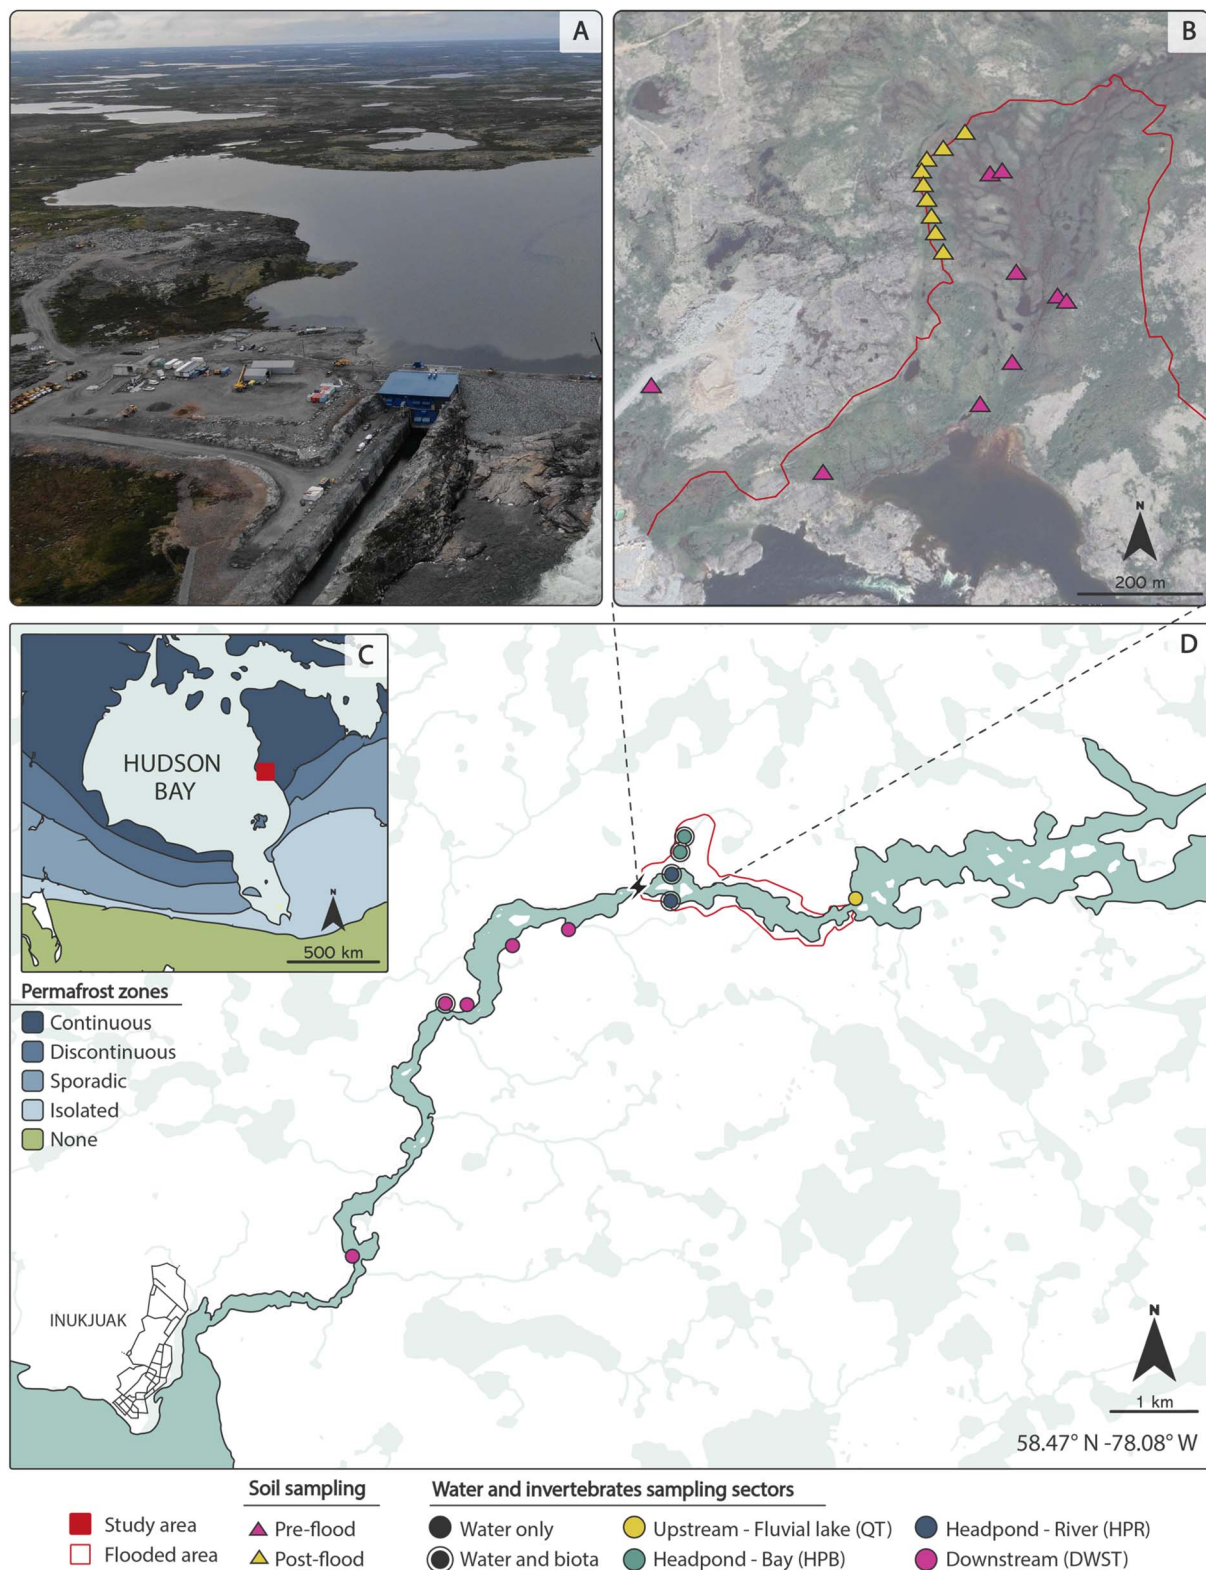 A
B
N
200 m
C
D
HUDSON
BAY
N
500 km
Permafrost zones
Continuous
Discontinuous
Sporadic
Isolated
None
INUKJUAK
N
1 km
58.47° N -78.08° W
Soil sampling
Water and invertebrates sampling sectors
Study area
Pre-flood
Water only
Upstream - Fluvial lake (QT)
Headpond - River (HPR)
Flooded area
Post-flood
Water and biota
Headpond - Bay (HPB)
Downstream (DWST)